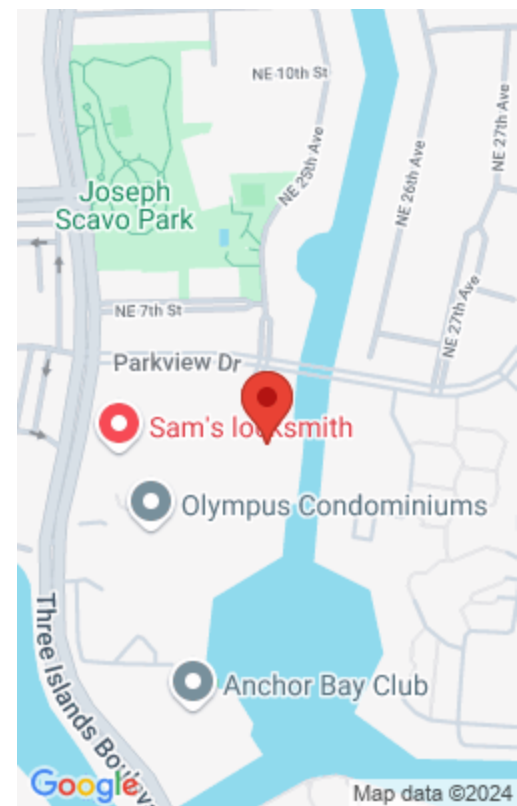 NE 10th St
NE 25th Ave
NE 26th Ave
NE 27th Ave
Joseph
Scavo Park
NE 7th St
NE 27th Ave
Parkview Dr
Sam's locksmith
Olympus Condominiums
Three Islands Boulev
Anchor Bay Club
Google
Map data ©2024